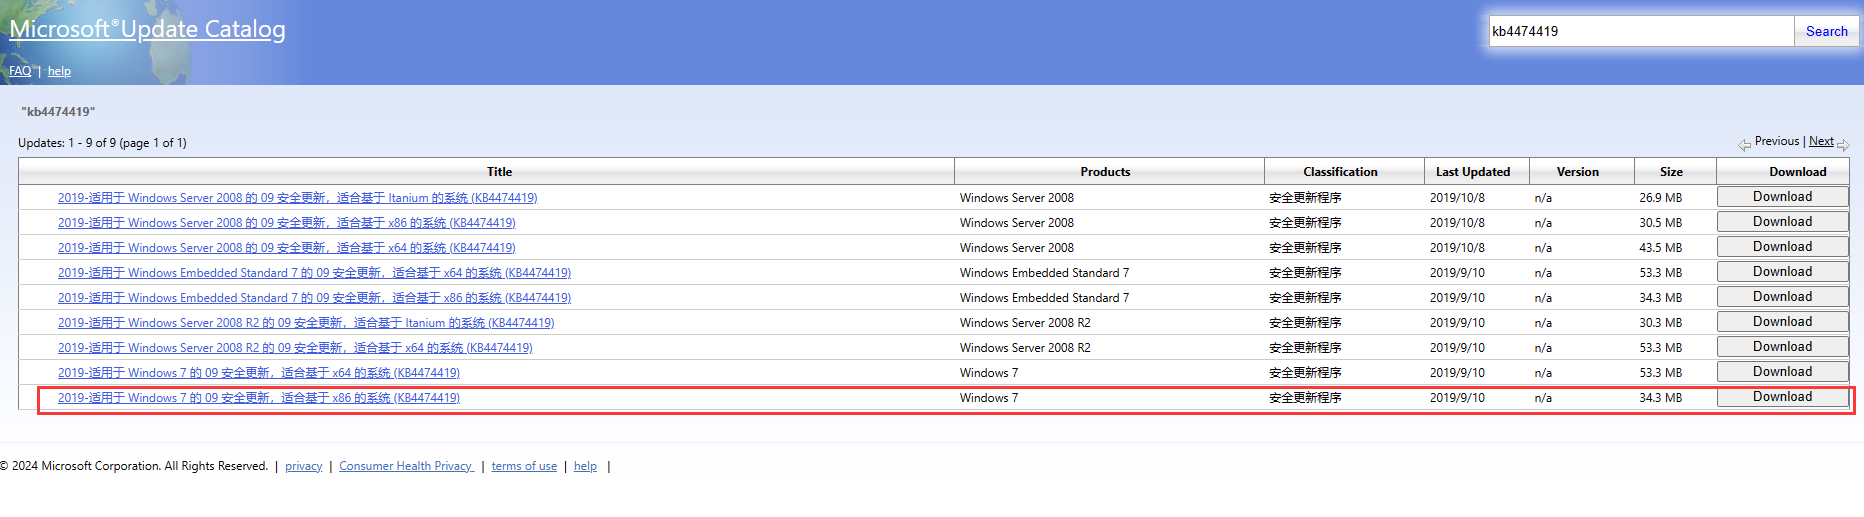 Microsoft®Update Catalog
kb4474419 Search
FAQ | help
"kb4474419"
Updates: 1 - 9 of 9 (page 1 of 1) Previous | Next
Title Products Classification Last Updated Version Size Download
2019-适用于 Windows Server 2008 的 09 安全更新，适合基于 Itanium 的系统 (KB4474419) Windows Server 2008 安全更新程序 2019/10/8 n/a 26.9 MB Download
2019-适用于 Windows Server 2008 的 09 安全更新，适合基于 x86 的系统 (KB4474419) Windows Server 2008 安全更新程序 2019/10/8 n/a 30.5 MB Download
2019-适用于 Windows Server 2008 的 09 安全更新，适合基于 x64 的系统 (KB4474419) Windows Server 2008 安全更新程序 2019/10/8 n/a 43.5 MB Download
2019-适用于 Windows Embedded Standard 7 的 09 安全更新，适合基于 x64 的系统 (KB4474419) Windows Embedded Standard 7 安全更新程序 2019/9/10 n/a 53.3 MB Download
2019-适用于 Windows Embedded Standard 7 的 09 安全更新，适合基于 x86 的系统 (KB4474419) Windows Embedded Standard 7 安全更新程序 2019/9/10 n/a 34.3 MB Download
2019-适用于 Windows Server 2008 R2 的 09 安全更新，适合基于 Itanium 的系统 (KB4474419) Windows Server 2008 R2 安全更新程序 2019/9/10 n/a 30.3 MB Download
2019-适用于 Windows Server 2008 R2 的 09 安全更新，适合基于 x64 的系统 (KB4474419) Windows Server 2008 R2 安全更新程序 2019/9/10 n/a 53.3 MB Download
2019-适用于 Windows 7 的 09 安全更新，适合基于 x64 的系统 (KB4474419) Windows 7 安全更新程序 2019/9/10 n/a 53.3 MB Download
2019-适用于 Windows 7 的 09 安全更新，适合基于 x86 的系统 (KB4474419) Windows 7 安全更新程序 2019/9/10 n/a 34.3 MB Download
© 2024 Microsoft Corporation. All Rights Reserved. | privacy | Consumer Health Privacy | terms of use | help |